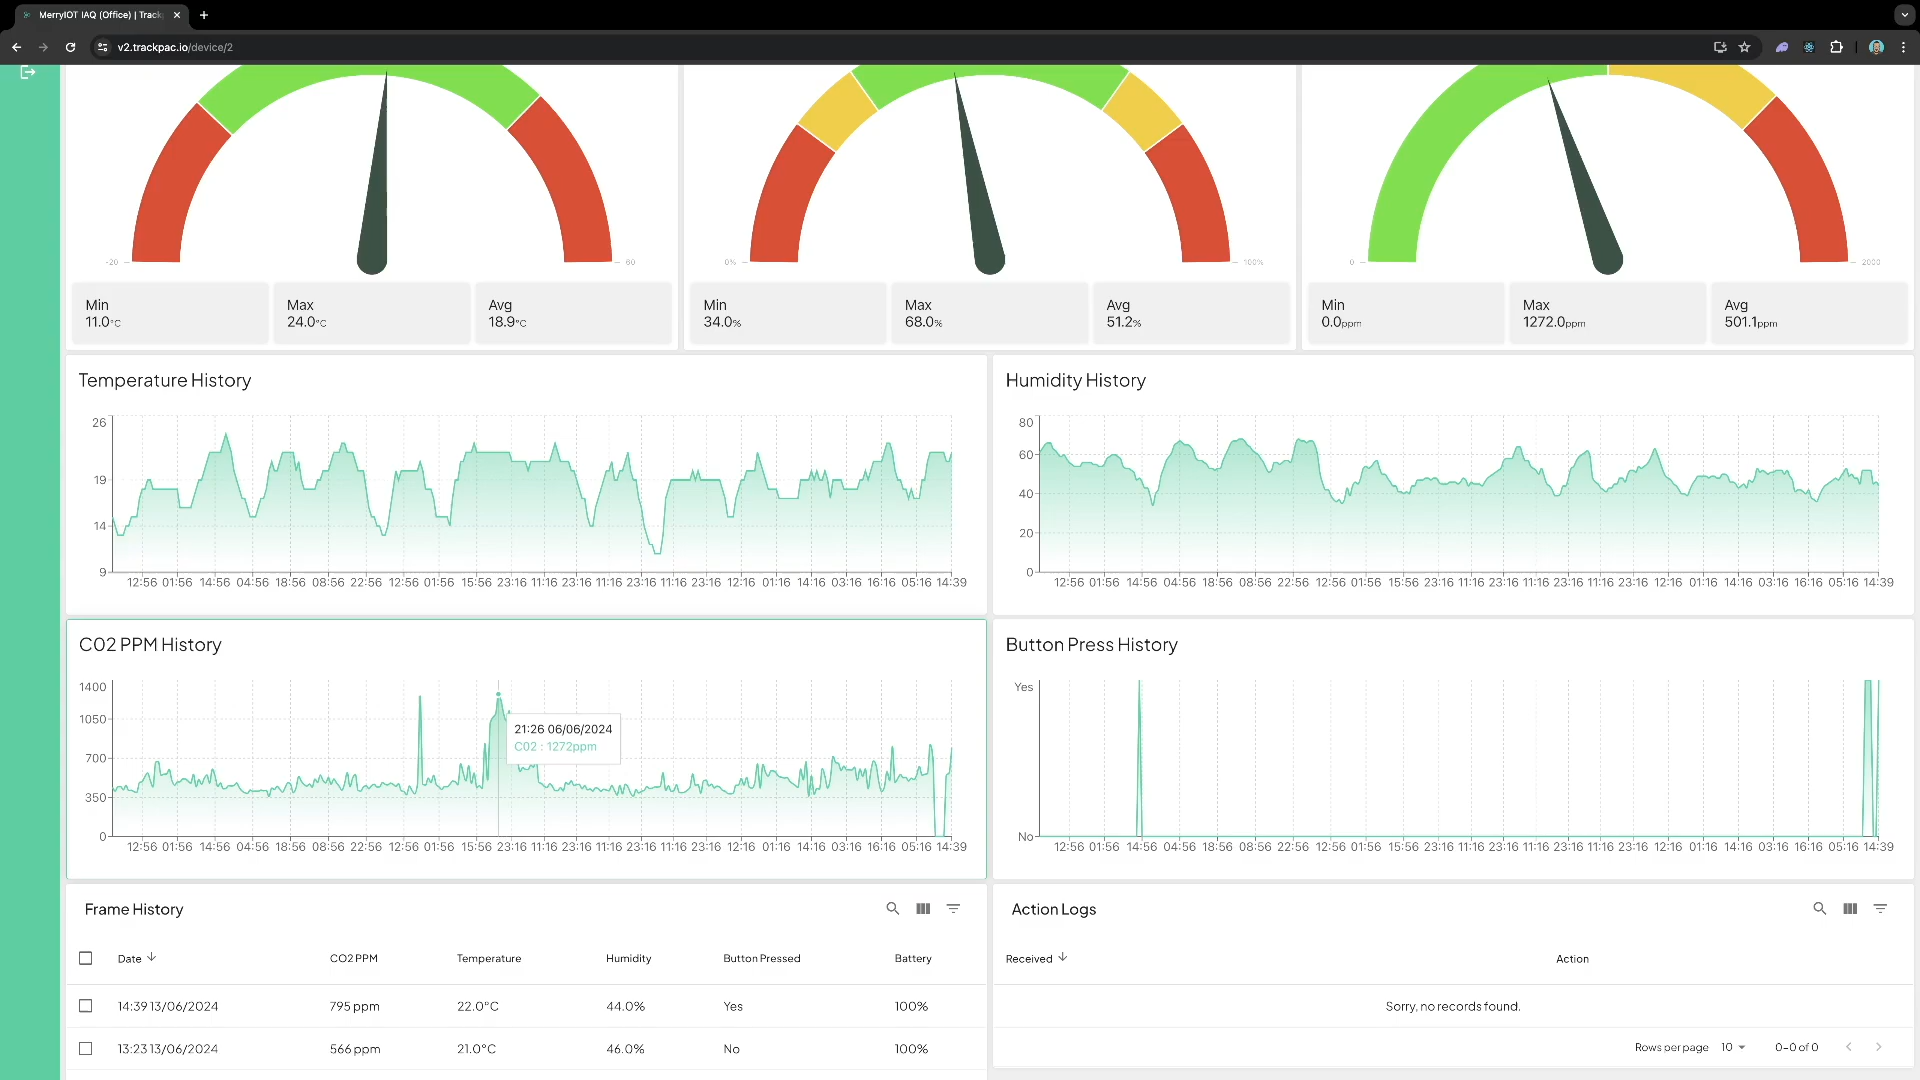 MerryIOT IAQ (Office) | Track
v2.trackpac.io/device/2
-20
60
0%
100%
0
2000
Min
11.0°C
Max
24.0°C
Avg
18.9°C
Min
34.0%
Max
68.0%
Avg
51.2%
Min
0.0ppm
Max
1272.0ppm
Avg
501.1ppm
Temperature History
26
19
14
9
12:56 01:56 14:56 04:56 18:56 08:56 22:56 12:56 01:56 15:56 23:16 11:16 23:16 11:16 23:16 11:16 23:16 12:16 01:16 14:16 03:16 16:16 05:16 14:39
Humidity History
80
60
40
20
0
12:56 01:56 14:56 04:56 18:56 08:56 22:56 12:56 01:56 15:56 23:16 11:16 23:16 11:16 23:16 11:16 23:16 12:16 01:16 14:16 03:16 16:16 05:16 14:39
C02 PPM History
1400
1050
700
350
0
21:26 06/06/2024
C02 : 1272ppm
12:56 01:56 14:56 04:56 18:56 08:56 22:56 12:56 01:56 15:56 23:16 11:16 23:16 11:16 23:16 11:16 23:16 12:16 01:16 14:16 03:16 16:16 05:16 14:39
Button Press History
Yes
No
12:56 01:56 14:56 04:56 18:56 08:56 22:56 12:56 01:56 15:56 23:16 11:16 23:16 11:16 23:16 11:16 23:16 12:16 01:16 14:16 03:16 16:16 05:16 14:39
Frame History
Date CO2 PPM Temperature Humidity Button Pressed Battery
14:39 13/06/2024 795 ppm 22.0°C 44.0% Yes 100%
13:23 13/06/2024 566 ppm 21.0°C 46.0% No 100%
Action Logs
Received Action
Sorry, no records found.
Rows per page 10 0-0 of 0